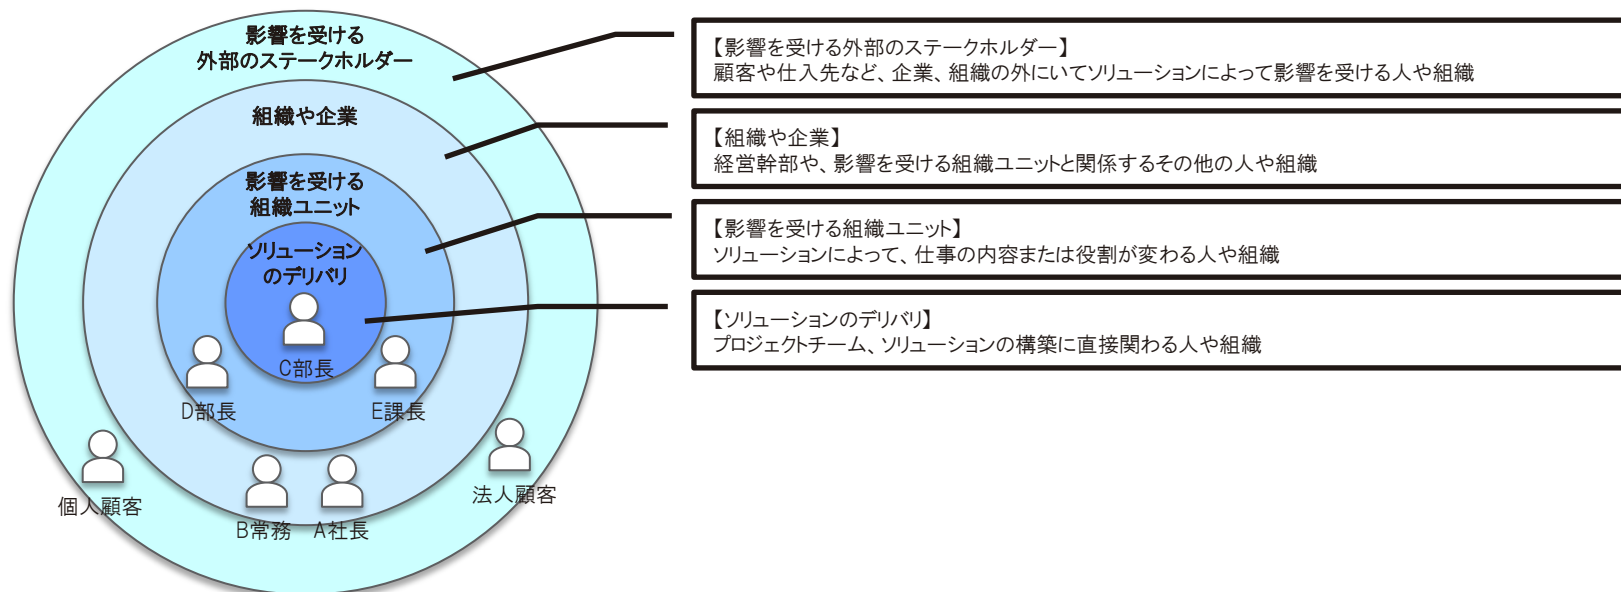 影響を受ける
外部のステークホルダー
組織や企業
影響を受ける
組織ユニット
ソリューション
のデリバリ
C部長
D部長
E課長
個人顧客
B常務
A社長
法人顧客
【影響を受ける外部のステークホルダー】
顧客や仕入先など、企業、組織の外にいてソリューションによって影響を受ける人や組織
【組織や企業】
経営幹部や、影響を受ける組織ユニットと関係するその他の人や組織
【影響を受ける組織ユニット】
ソリューションによって、仕事の内容または役割が変わる人や組織
【ソリューションのデリバリ】
プロジェクトチーム、ソリューションの構築に直接関わる人や組織